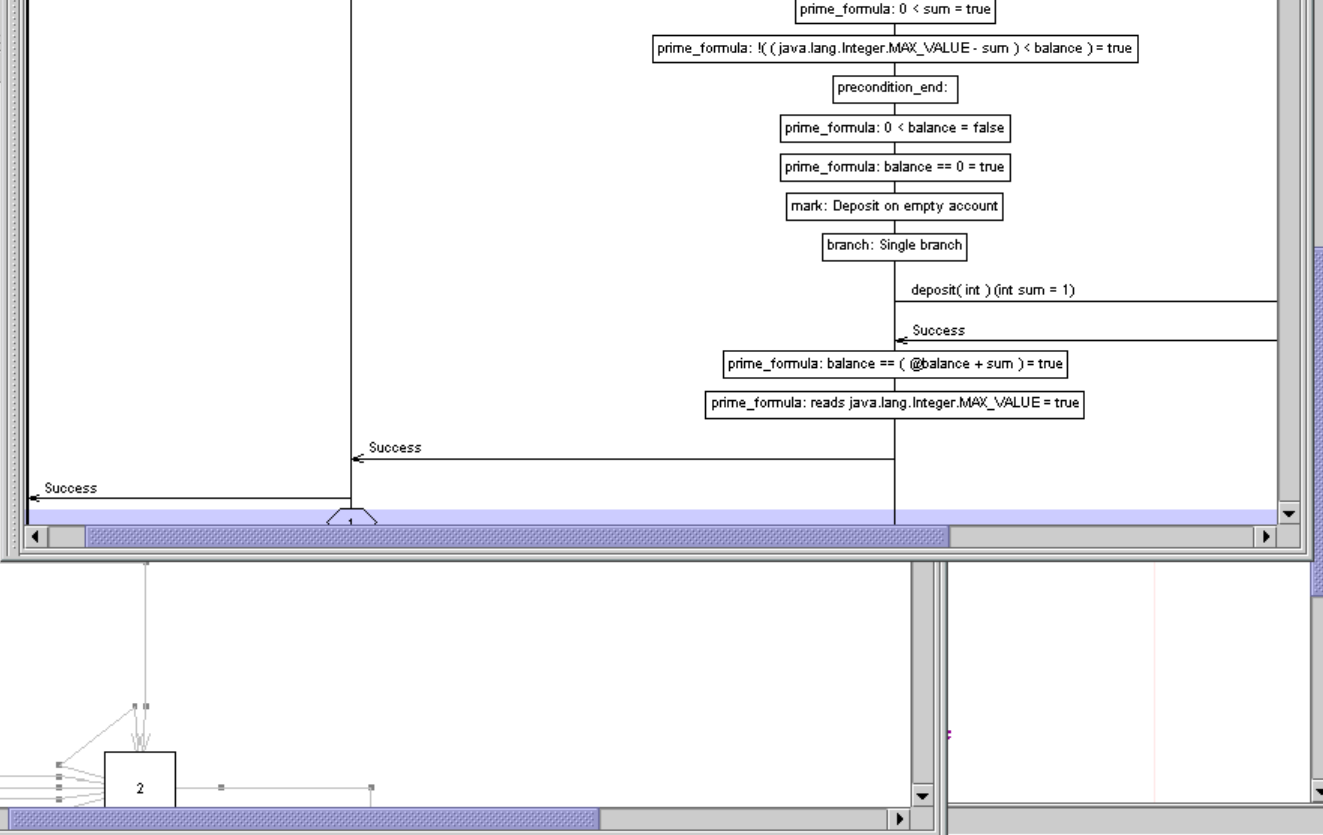 prime_formula: 0 < sum = true
prime_formula: !( ( java.lang.Integer.MAX_VALUE - sum ) < balance ) = true
precondition_end:
prime_formula: 0 < balance = false
prime_formula: balance == 0 = true
mark: Deposit on empty account
branch: Single branch
deposit( int ) (int sum = 1)
Success
prime_formula: balance == ( @balance + sum ) = true
prime_formula: reads java.lang.Integer.MAX_VALUE = true
Success
Success
1
2